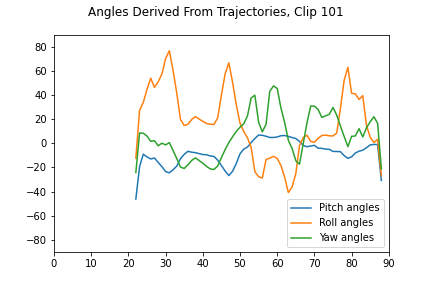 Angles Derived From Trajectories, Clip 101
80
60
40
20
0
−20
−40
−60
−80
0 10 20 30 40 50 60 70 80 90
Pitch angles
Roll angles
Yaw angles